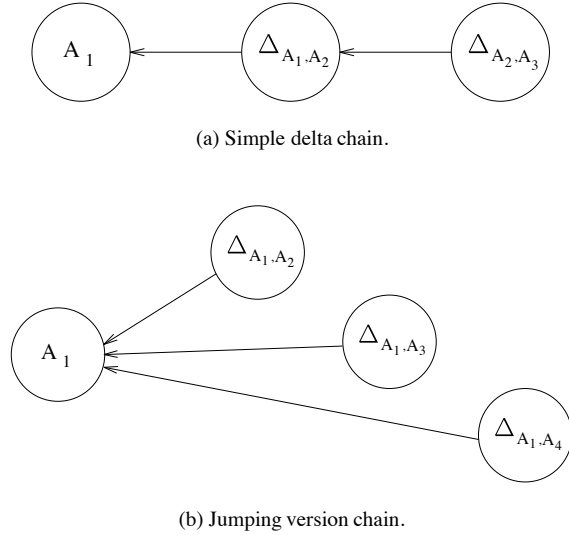 A 1
Δ A1,A2
Δ A2,A3
(a) Simple delta chain.
Δ A1,A2
A 1
Δ A1,A3
Δ A1,A4
(b) Jumping version chain.